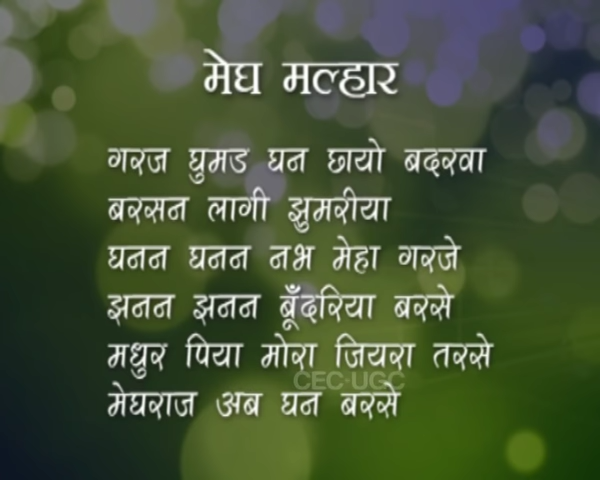 मेघ मल्हार
गरज घुमड घन छायो बदरवा
बरसन लागी झुमरीया
घनन घनन नभ मेहा गरजे
झनन झनन बूँदरिया बरसे
मधुर पिया मोरा जियरा तरसे
CEC-UGC
मेघराज अब घन बरसे